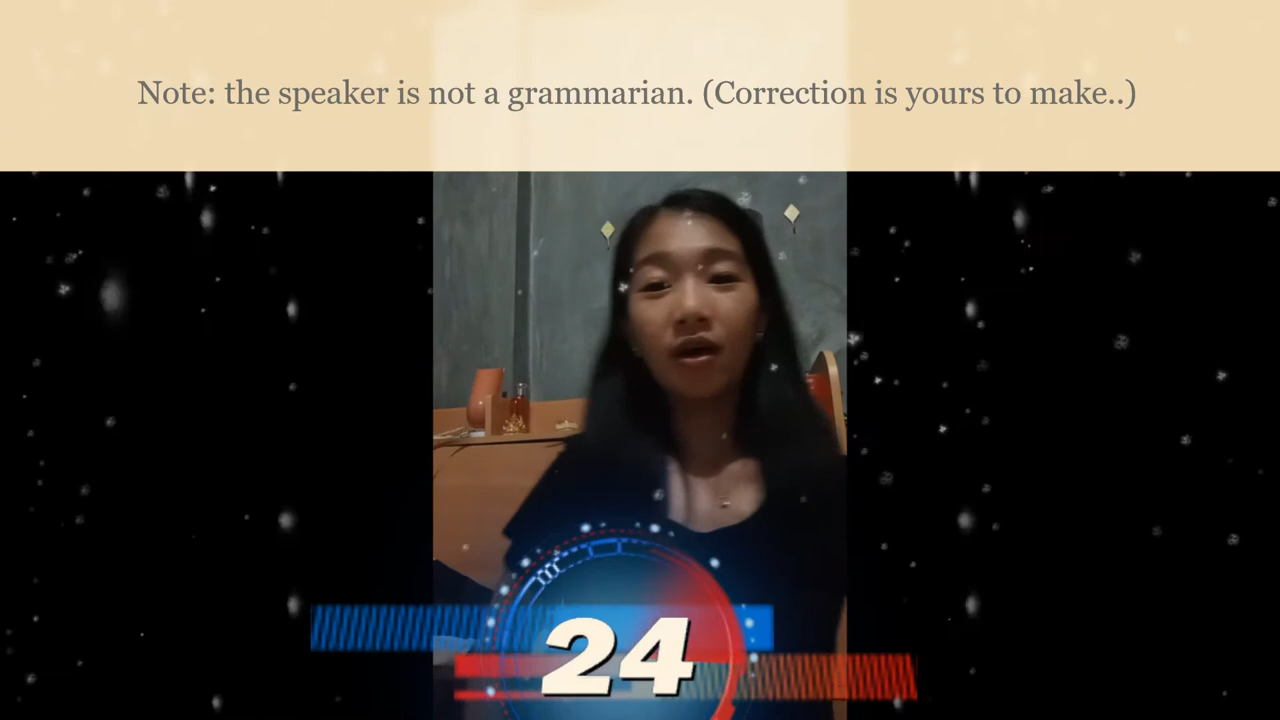 Note: the speaker is not a grammarian. (Correction is yours to make..)
24